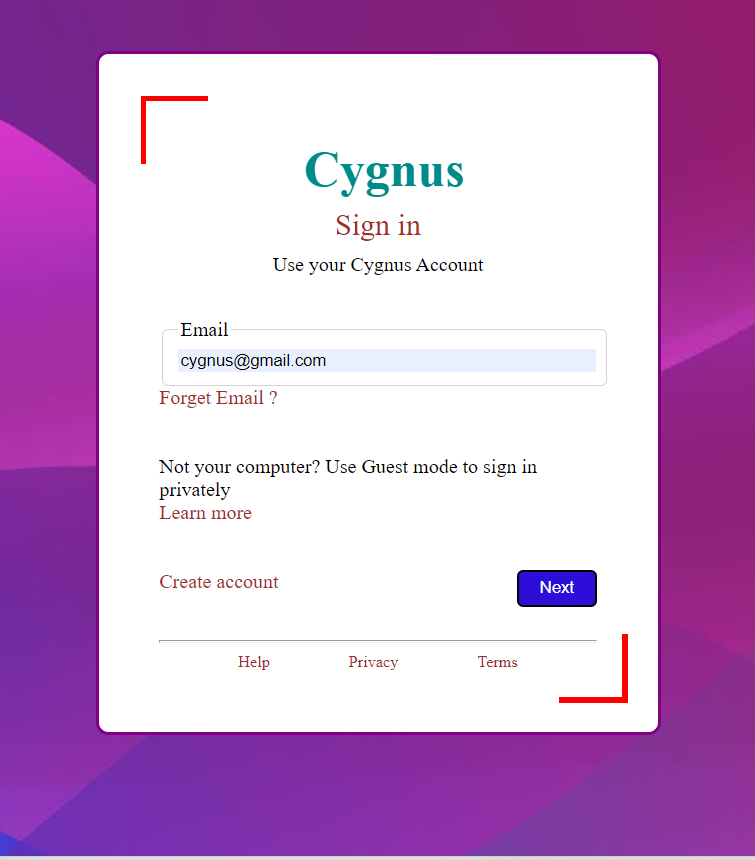 Cygnus
Sign in
Use your Cygnus Account
Email
cygnus@gmail.com
Forget Email ?
Not your computer? Use Guest mode to sign in
privately
Learn more
Create account
Next
Help
Privacy
Terms